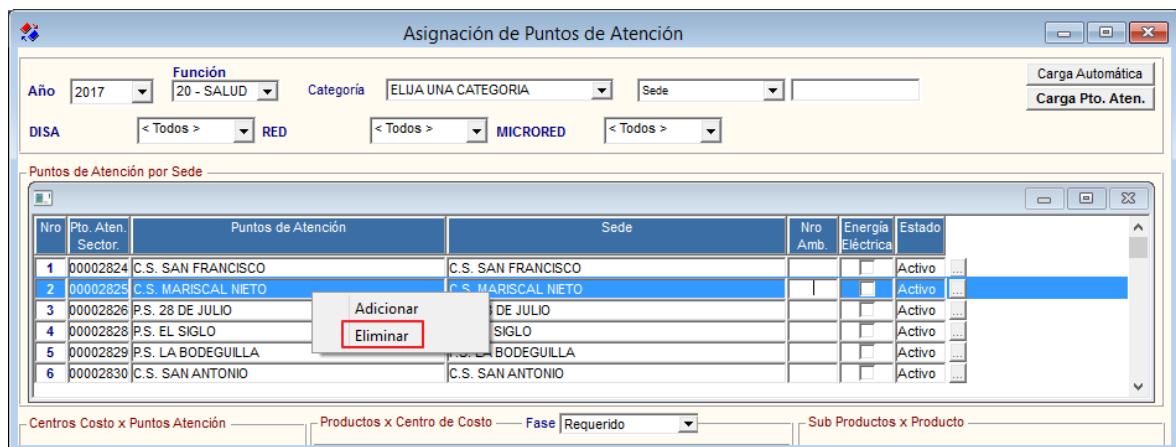 Asignación de Puntos de Atención
Función
Año 2017 20 - SALUD Categoría ELIJA UNA CATEGORIA Sede
Carga Automática
Carga Pto. Aten.
DISA < Todos > RED < Todos > MICRORED < Todos >
Puntos de Atención por Sede
Nro Pto. Aten. Sector. Puntos de Atención Sede Nro Amb. Energía Eléctrica Estado
1 00002824 C.S. SAN FRANCISCO C.S. SAN FRANCISCO Activo ...
2 00002825 C.S. MARISCAL NIETO C.S. MARISCAL NIETO Activo ...
3 00002826 P.S. 28 DE JULIO DE JULIO Activo ...
4 00002828 P.S. EL SIGLO SIGLO Activo ...
5 00002829 P.S. LA BODEGUILLA LA BODEGUILLA Activo ...
6 00002830 C.S. SAN ANTONIO C.S. SAN ANTONIO Activo ...
Adicionar
Eliminar
Centros Costo x Puntos Atención Productos x Centro de Costo Fase Requerido Sub Productos x Producto